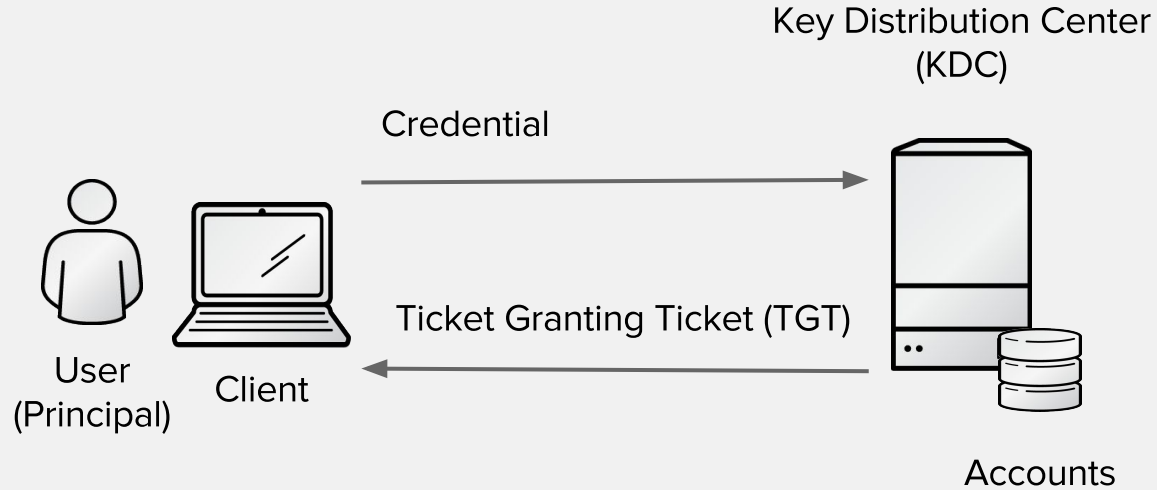 Key Distribution Center
(KDC)
Credential
Ticket Granting Ticket (TGT)
User
(Principal)
Client
Accounts